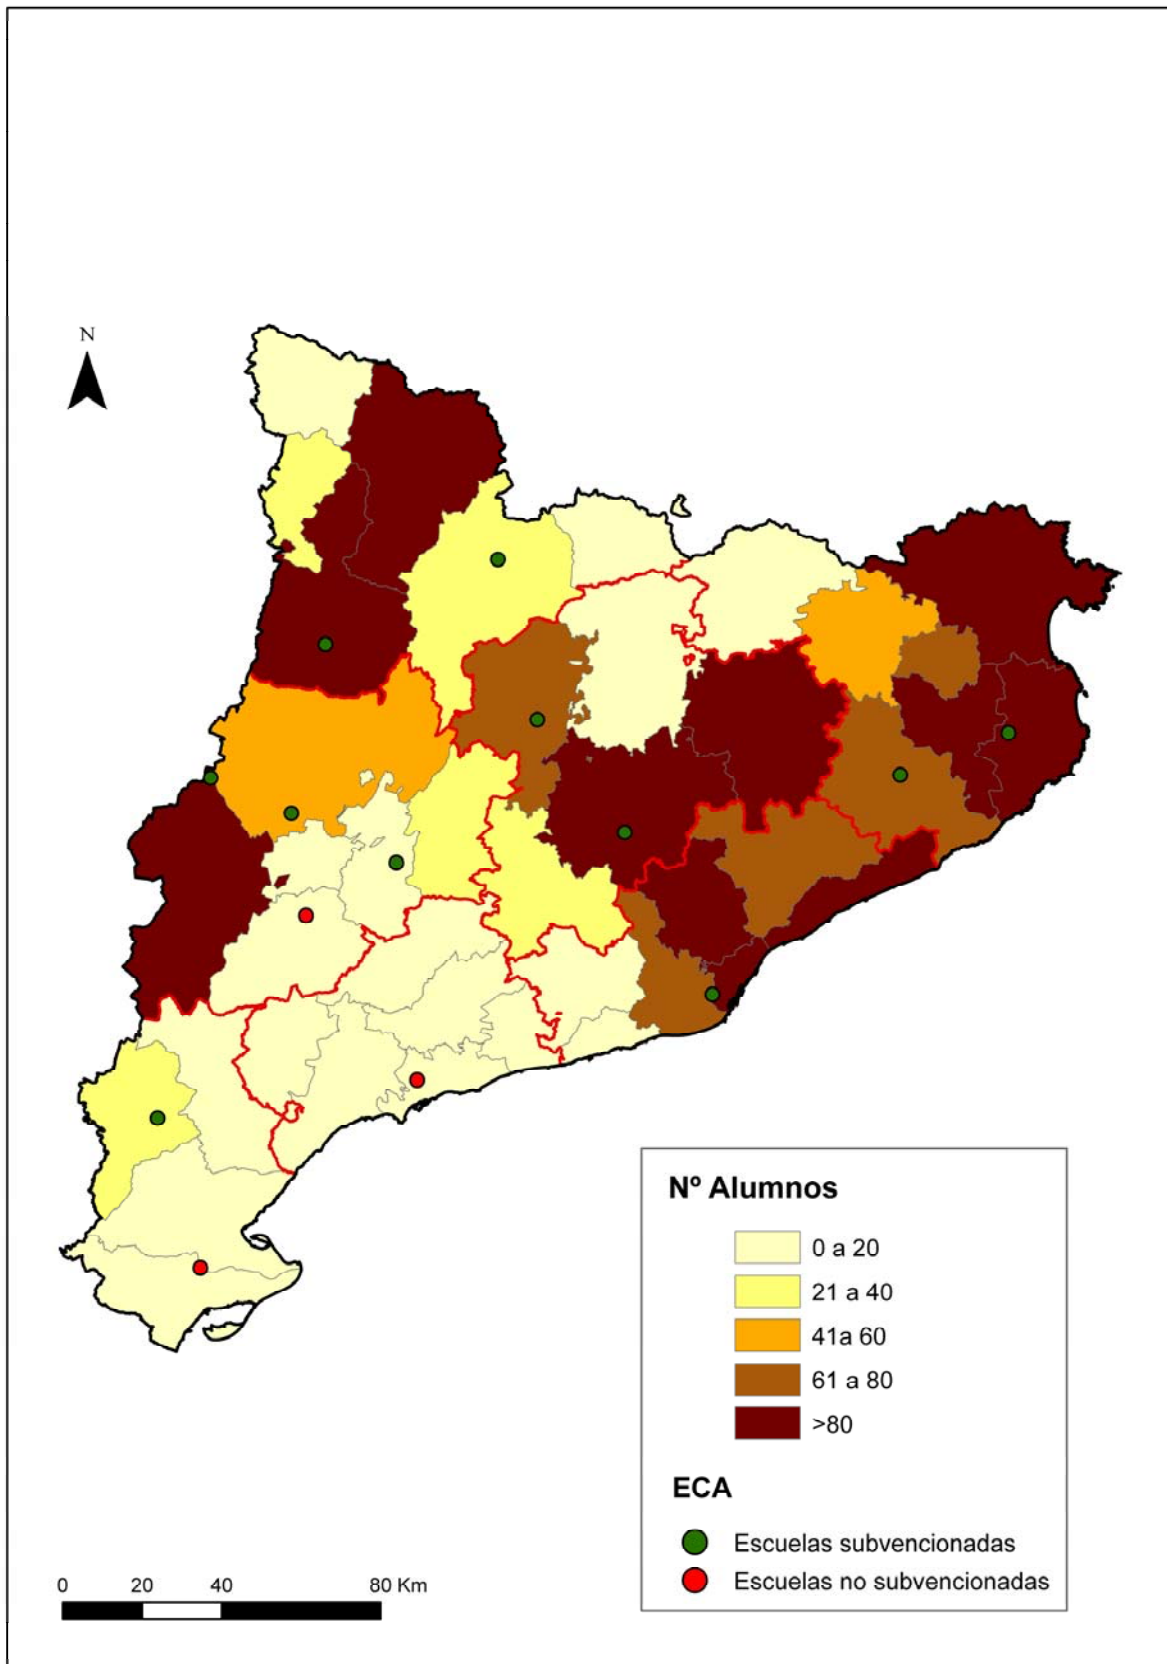 N
Nº Alumnos
0 a 20
21 a 40
41a 60
61 a 80
>80
ECA
Escuelas subvencionadas
Escuelas no subvencionadas
0 20 40 80 Km